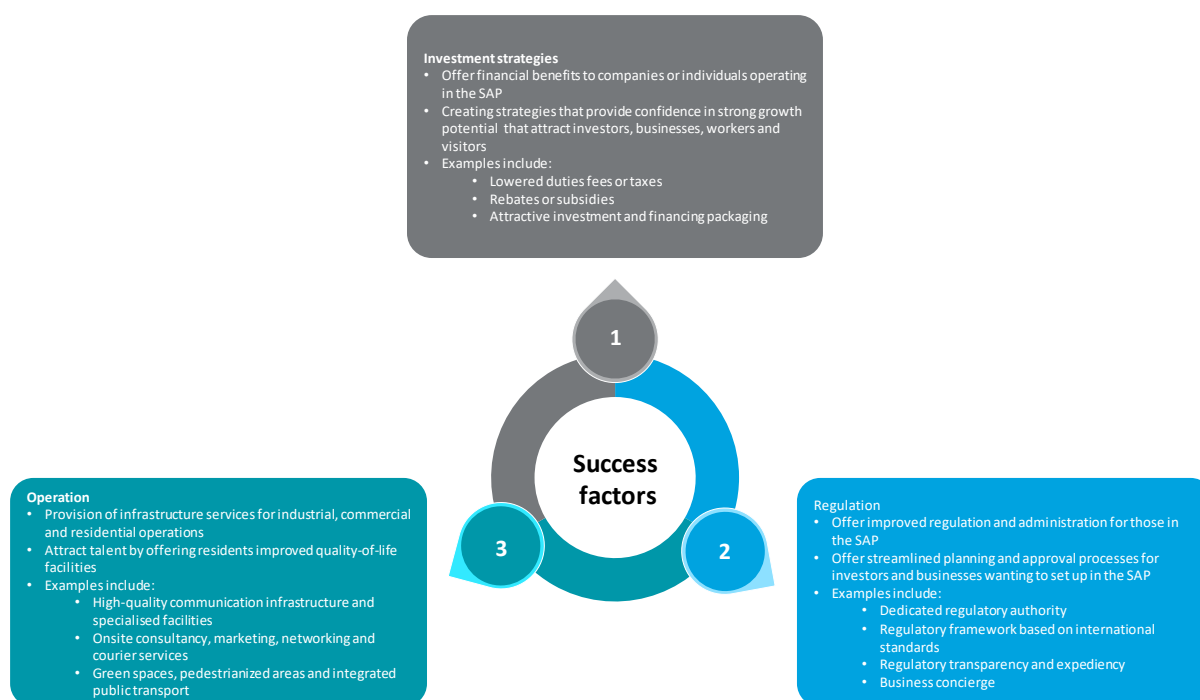 Investment strategies
• Offer financial benefits to companies or individuals operating
in the SAP
• Creating strategies that provide confidence in strong growth
potential that attract investors, businesses, workers and
visitors
• Examples include:
• Lowered duties fees or taxes
• Rebates or subsidies
• Attractive investment and financing packaging
1
Success
factors
3
2
Operation
• Provision of infrastructure services for industrial, commercial
and residential operations
• Attract talent by offering residents improved quality-of-life
facilities
• Examples include:
• High-quality communication infrastructure and
specialised facilities
• Onsite consultancy, marketing, networking and
courier services
• Green spaces, pedestrianized areas and integrated
public transport
Regulation
• Offer improved regulation and administration for those in
the SAP
• Offer streamlined planning and approval processes for
investors and businesses wanting to set up in the SAP
• Examples include:
• Dedicated regulatory authority
• Regulatory framework based on international
standards
• Regulatory transparency and expediency
• Business concierge